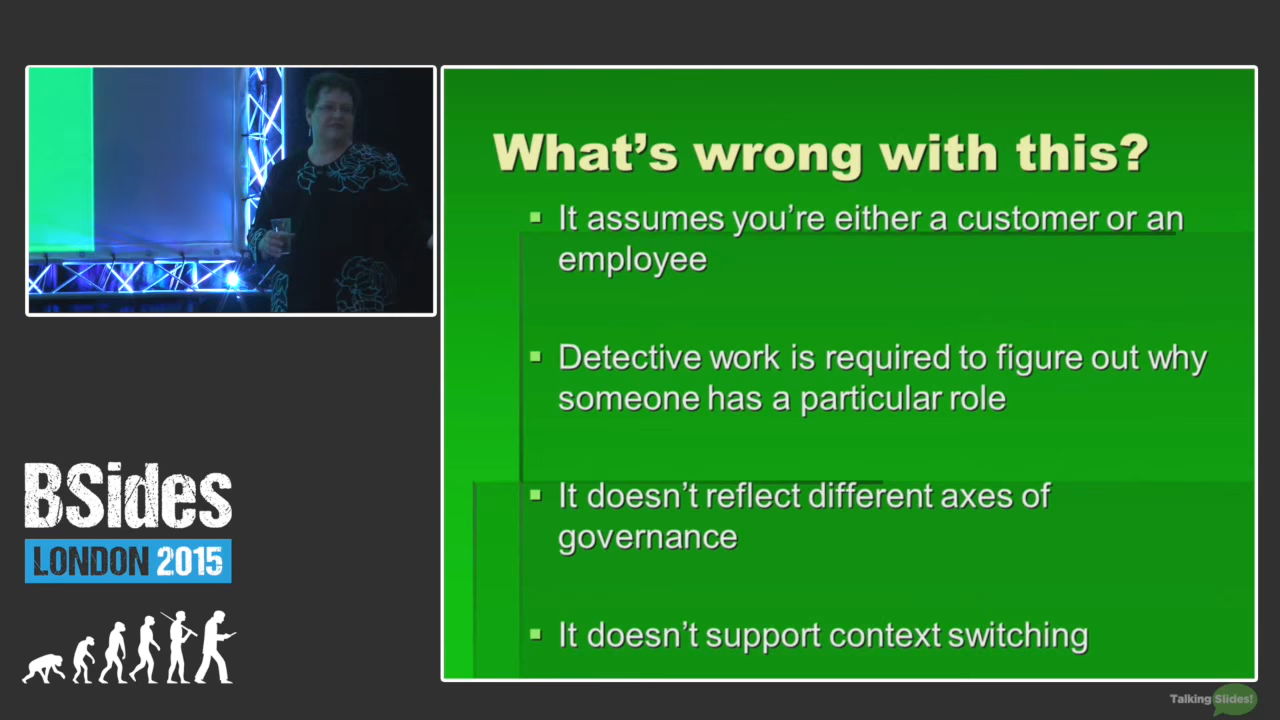 What's wrong with this?
▪ It assumes you're either a customer or an
employee
▪ Detective work is required to figure out why
someone has a particular role
▪ It doesn't reflect different axes of
governance
▪ It doesn't support context switching
BSides
LONDON 2015
Talking Slides!